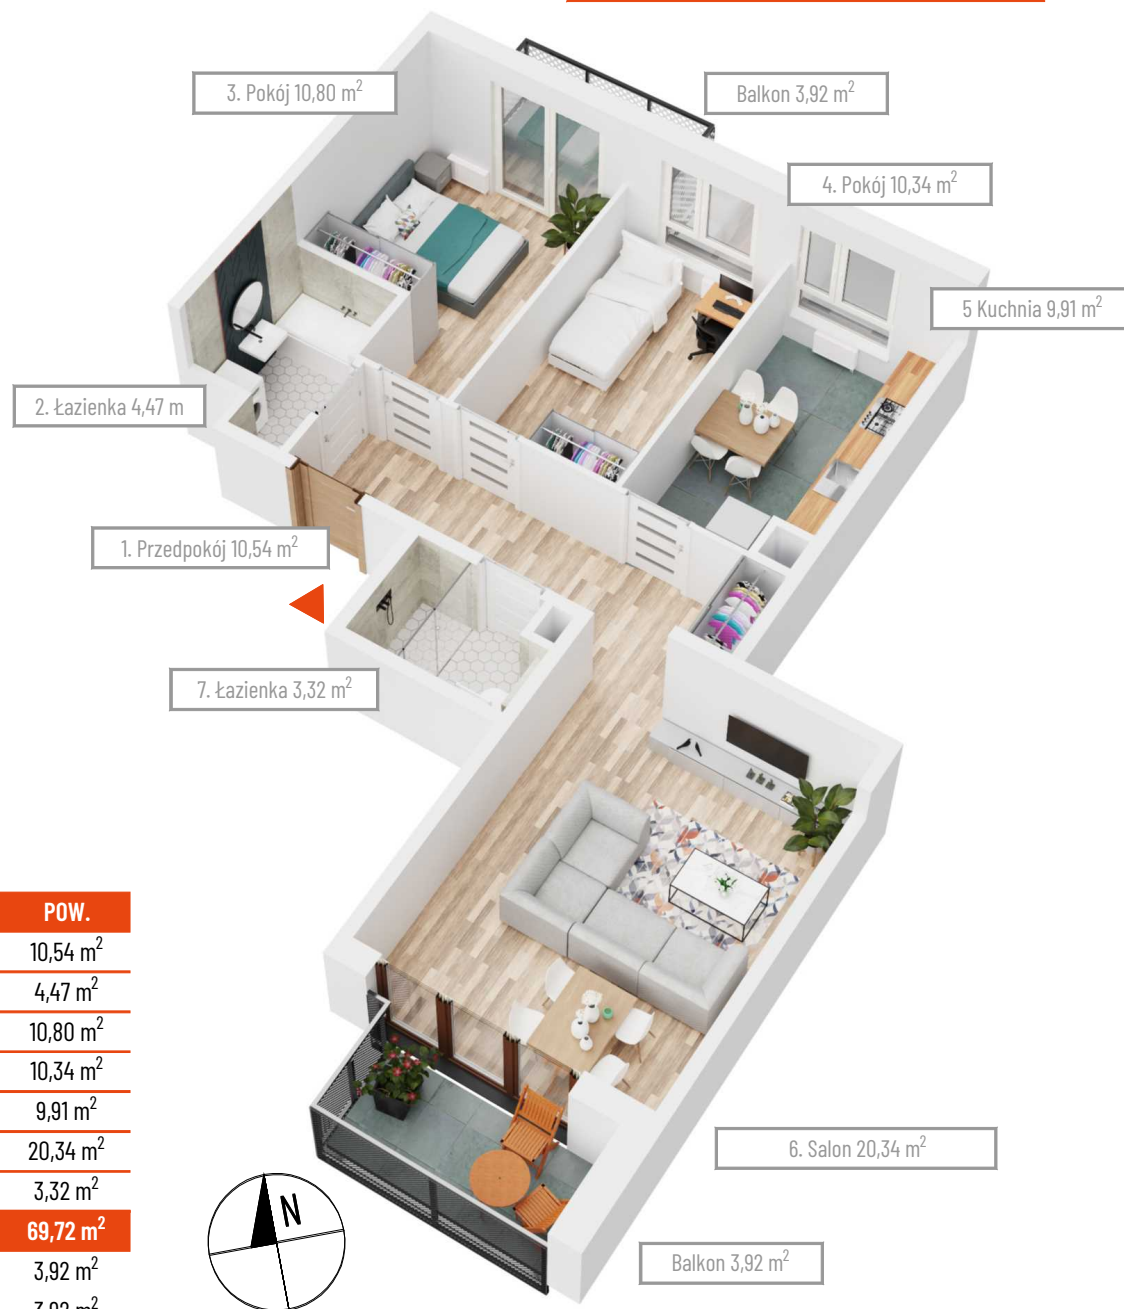 3. Pokój 10,80 m²
Balkon 3,92 m²
4. Pokój 10,34 m²
5 Kuchnia 9,91 m²
2. Łazienka 4,47 m
1. Przedpokój 10,54 m²
7. Łazienka 3,32 m²
POW.
10,54 m²
4,47 m²
10,80 m²
10,34 m²
9,91 m²
20,34 m²
3,32 m²
69,72 m²
3,92 m²
3,92 m²
N
6. Salon 20,34 m²
Balkon 3,92 m²